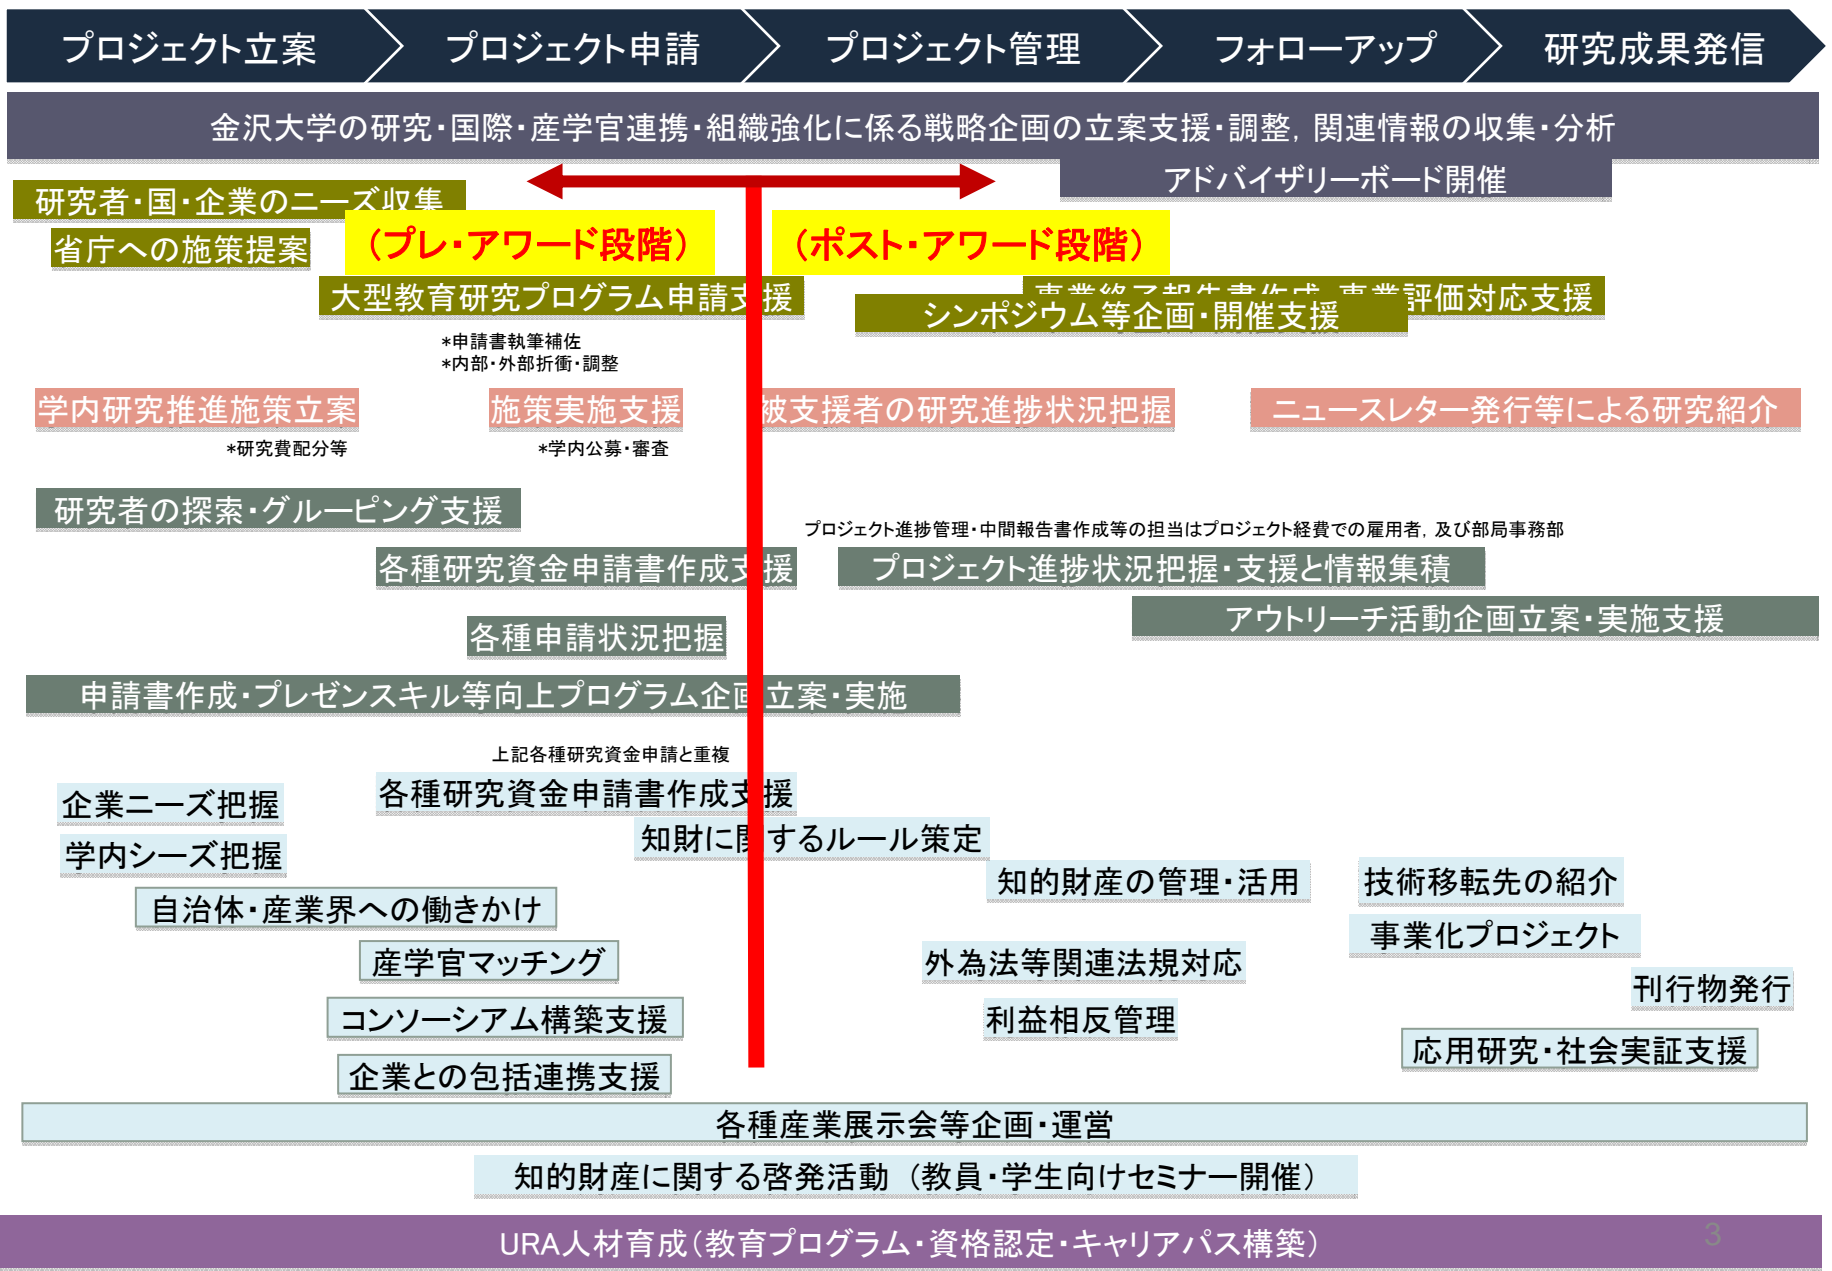 プロジェクト立案
プロジェクト申請
プロジェクト管理
フォローアップ
研究成果発信
金沢大学の研究・国際・産学官連携・組織強化に係る戦略企画の立案支援・調整, 関連情報の収集・分析
アドバイザリーボード開催
研究者・国・企業のニーズ収集
省庁への施策提案
（プレ・アワード段階）
（ポスト・アワード段階）
大型教育研究プログラム申請支援
事業終了報告書作成・事業評価対応支援
シンポジウム等企画・開催支援
*申請書執筆補佐
*内部・外部折衝・調整
学内研究推進施策立案
施策実施支援
被支援者の研究進捗状況把握
ニュースレター発行等による研究紹介
*研究費配分等
*学内公募・審査
研究者の探索・グルーピング支援
プロジェクト進捗管理・中間報告書作成等の担当はプロジェクト経費での雇用者, 及び部局事務部
各種研究資金申請書作成支援
プロジェクト進捗状況把握・支援と情報集積
アウトリーチ活動企画立案・実施支援
各種申請状況把握
申請書作成・プレゼンスキル等向上プログラム企画立案・実施
上記各種研究資金申請と重複
各種研究資金申請書作成支援
企業ニーズ把握
知財に関するルール策定
学内シーズ把握
知的財産の管理・活用
技術移転先の紹介
自治体・産業界への働きかけ
事業化プロジェクト
産学官マッチング
外為法等関連法規対応
刊行物発行
コンソーシアム構築支援
利益相反管理
応用研究・社会実証支援
企業との包括連携支援
各種産業展示会等企画・運営
知的財産に関する啓発活動（教員・学生向けセミナー開催）
URA人材育成（教育プログラム・資格認定・キャリアパス構築）
3